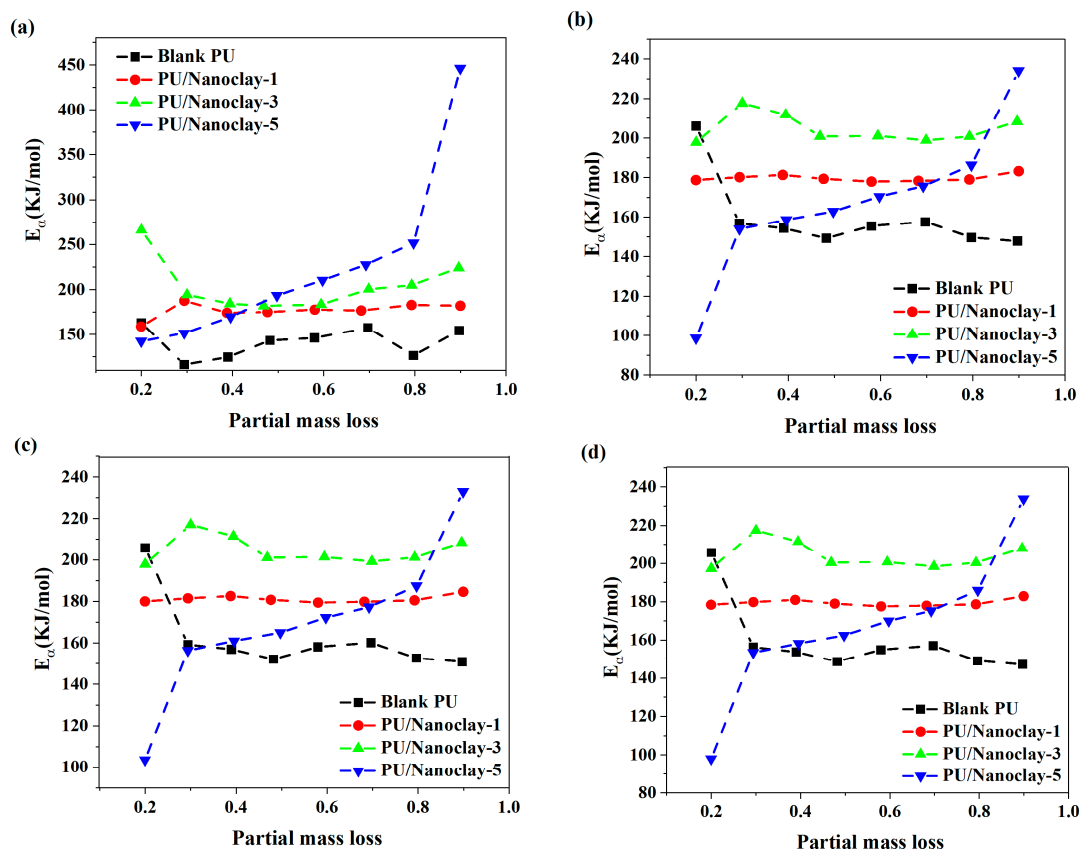 (a)
Blank PU
PU/Nanoclay-1
PU/Nanoclay-3
PU/Nanoclay-5
450
400
350
300
250
200
150
Eα(KJ/mol)
0.2 0.4 0.6 0.8 1.0
Partial mass loss
(b)
240
220
200
180
160
140
120
100
80
Eα(KJ/mol)
Blank PU
PU/Nanoclay-1
PU/Nanoclay-3
PU/Nanoclay-5
0.2 0.4 0.6 0.8 1.0
Partial mass loss
(c)
240
220
200
180
160
140
120
100
Eα(KJ/mol)
Blank PU
PU/Nanoclay-1
PU/Nanoclay-3
PU/Nanoclay-5
0.2 0.4 0.6 0.8 1.0
Partial mass loss
(d)
240
220
200
180
160
140
120
100
80
Eα(KJ/mol)
Blank PU
PU/Nanoclay-1
PU/Nanoclay-3
PU/Nanoclay-5
0.2 0.4 0.6 0.8 1.0
Partial mass loss